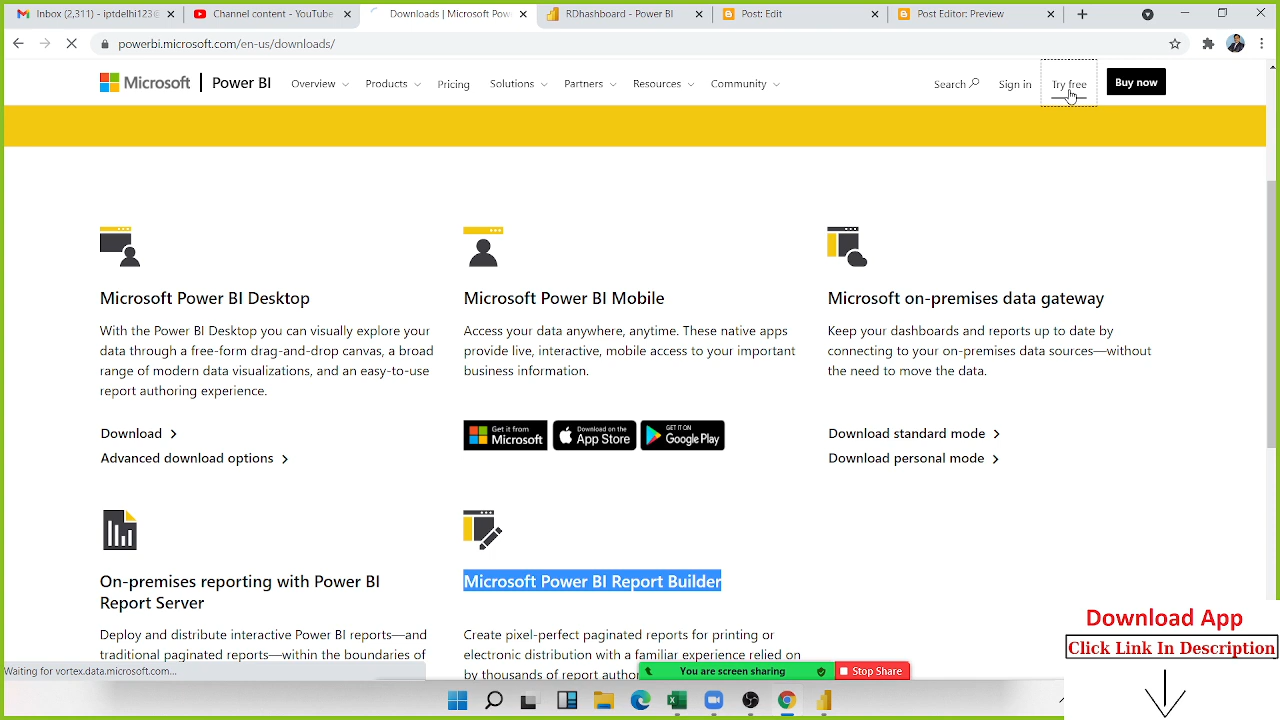 Inbox (2,311) - iptdelhi123@
Channel content - YouTube
Downloads | Microsoft Pow
RDhashboard - Power BI
Post: Edit
Post Editor: Preview
powerbi.microsoft.com/en-us/downloads/
Microsoft | Power BI Overview Products Pricing Solutions Partners Resources Community Search Sign in Try free Buy now
Microsoft Power BI Desktop
With the Power BI Desktop you can visually explore your
data through a free-form drag-and-drop canvas, a broad
range of modern data visualizations, and an easy-to-use
report authoring experience.
Download
Advanced download options
Microsoft Power BI Mobile
Access your data anywhere, anytime. These native apps
provide live, interactive, mobile access to your important
business information.
Get it from
Microsoft
Download on the
App Store
GET IT ON
Google Play
Microsoft on-premises data gateway
Keep your dashboards and reports up to date by
connecting to your on-premises data sources—without
the need to move the data.
Download standard mode
Download personal mode
On-premises reporting with Power BI
Report Server
Deploy and distribute interactive Power BI reports—and
traditional paginated reports—within the boundaries of
Microsoft Power BI Report Builder
Create pixel-perfect paginated reports for printing or
electronic distribution with a familiar experience relied on
by thousands of report
Waiting for vortex.data.microsoft.com...
You are screen sharing
Stop Share
Download App
Click Link In Description